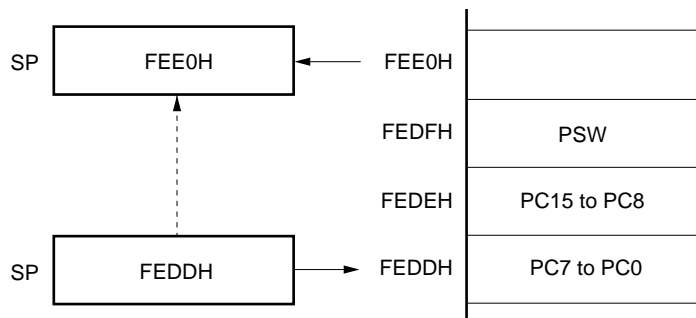 SP FEE0H FEE0H
FEDFH PSW
FEDEH PC15 to PC8
SP FEDDH FEDDH PC7 to PC0